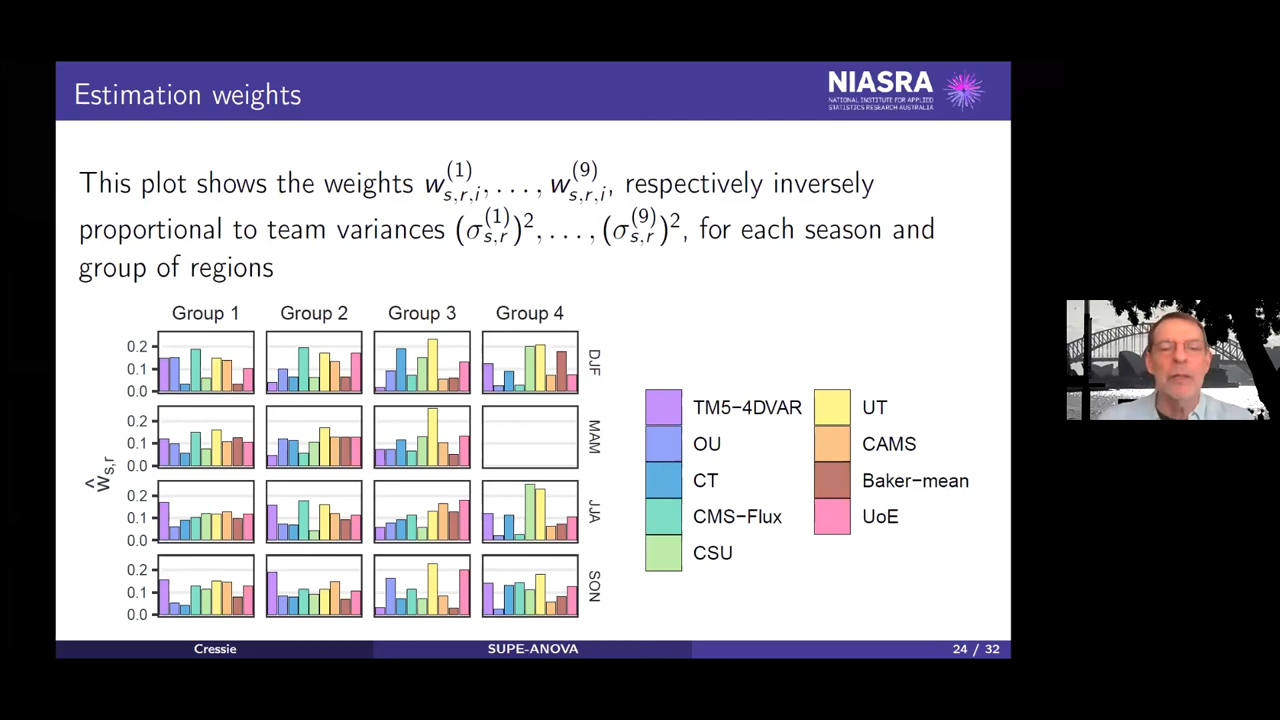 Estimation weights
NIASRA
NATIONAL INSTITUTE FOR APPLIED
STATISTICS RESEARCH AUSTRALIA
This plot shows the weights w_{s,r,i}^{(1)}, . . . , w_{s,r,i}^{(9)}, respectively inversely
proportional to team variances (σ_{s,r}^{(1)})^2, . . . , (σ_{s,r}^{(9)})^2, for each season and
group of regions
Group 1 Group 2 Group 3 Group 4
0.2
0.1
0.0
DJF
0.2
0.1
0.0
MAM
0.2
0.1
0.0
JJA
0.2
0.1
0.0
SON
ŵ_{s,r}
TM5−4DVAR
OU
CT
CMS−Flux
CSU
UT
CAMS
Baker−mean
UoE
Cressie SUPE-ANOVA 24 / 32